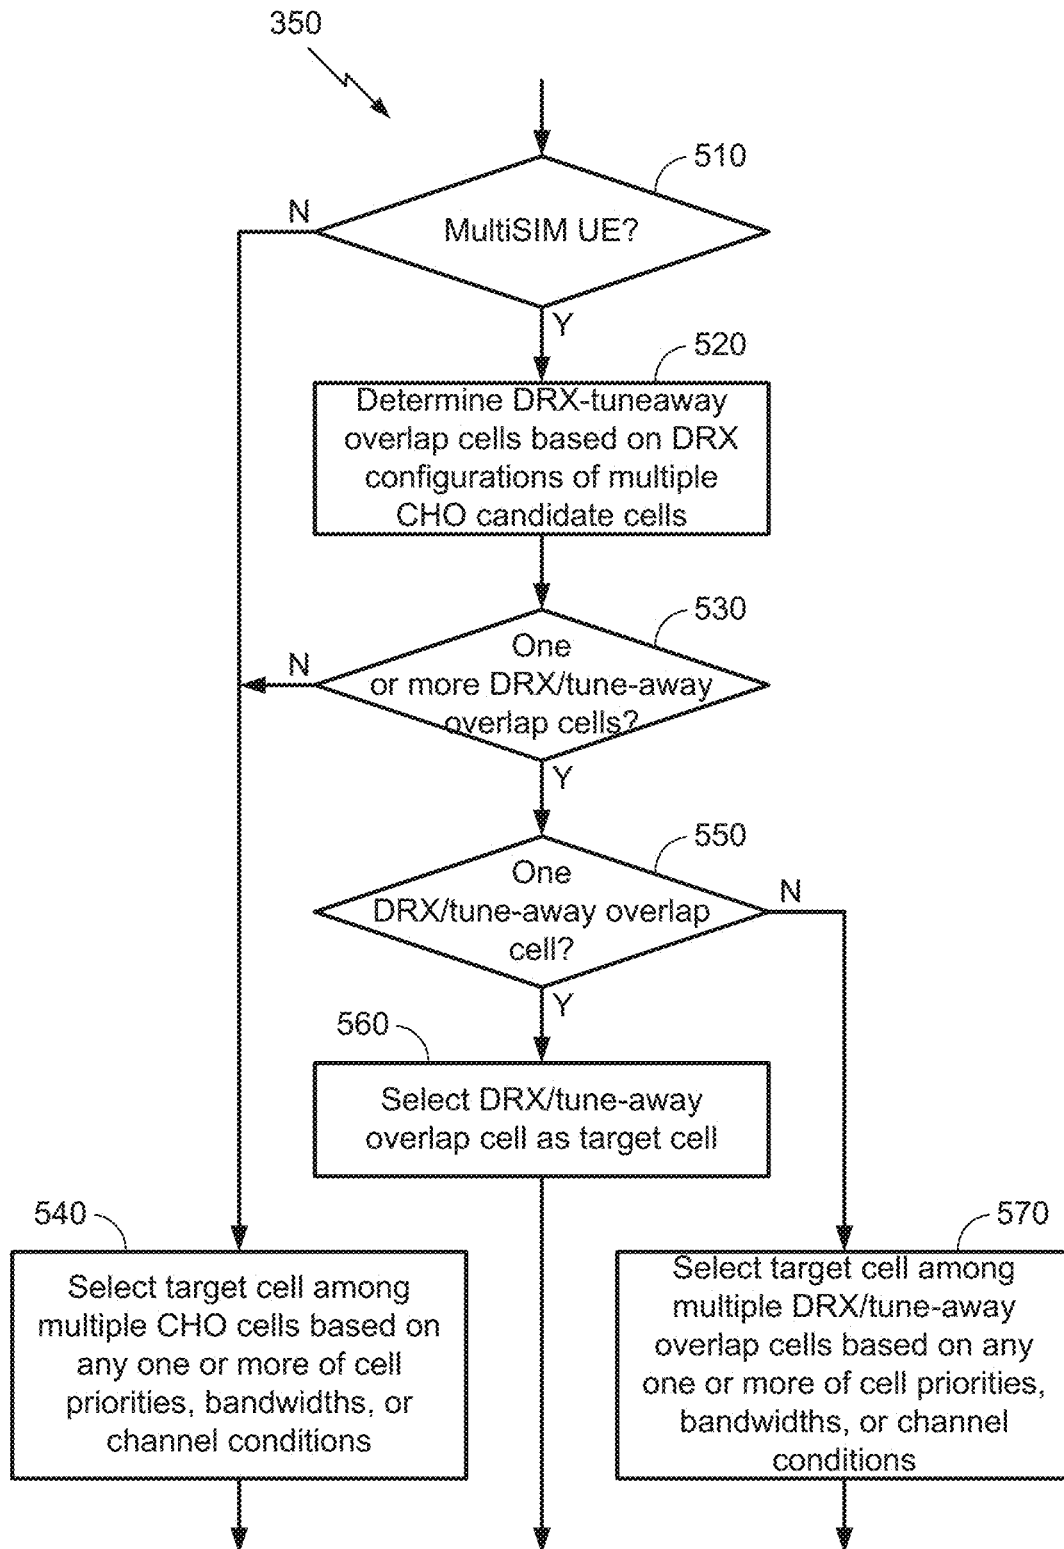 350
510
MultiSIM UE?
N
Y
520
Determine DRX-tuneaway
overlap cells based on DRX
configurations of multiple
CHO candidate cells
530
One
or more DRX/tune-away
overlap cells?
N
Y
550
One
DRX/tune-away overlap
cell?
N
Y
560
Select DRX/tune-away
overlap cell as target cell
540
Select target cell among
multiple CHO cells based on
any one or more of cell
priorities, bandwidths, or
channel conditions
570
Select target cell among
multiple DRX/tune-away
overlap cells based on any
one or more of cell priorities,
bandwidths, or channel
conditions